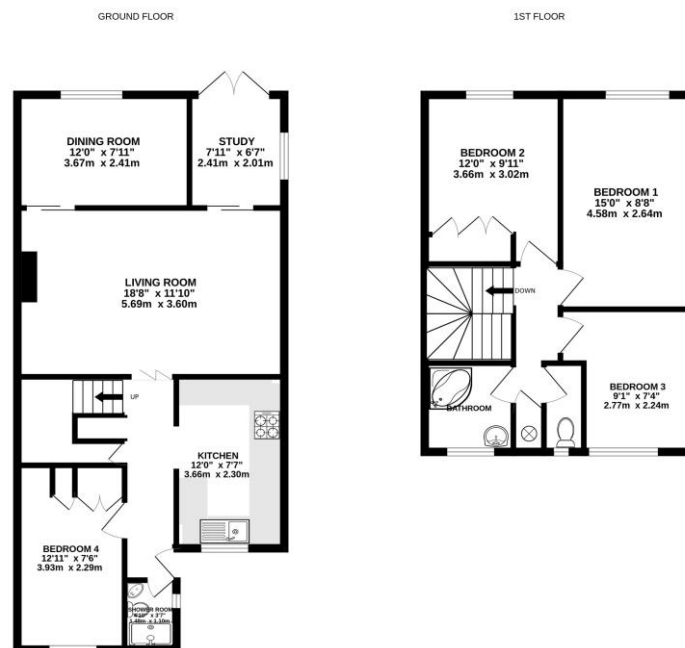 GROUND FLOOR
1ST FLOOR
DINING ROOM
12'0" x 7'11"
3.67m x 2.41m
STUDY
7'11" x 6'7"
2.41m x 2.01m
LIVING ROOM
18'8" x 11'10"
5.69m x 3.60m
UP
KITCHEN
12'0" x 7'7"
3.66m x 2.30m
BEDROOM 4
12'11" x 7'6"
3.93m x 2.29m
SHOWER ROOM
x 3'7"
x 1.10m
BEDROOM 2
12'0" x 9'11"
3.66m x 3.02m
BEDROOM 1
15'0" x 8'8"
4.58m x 2.64m
DOWN
BEDROOM 3
9'1" x 7'4"
2.77m x 2.24m
BATHROOM